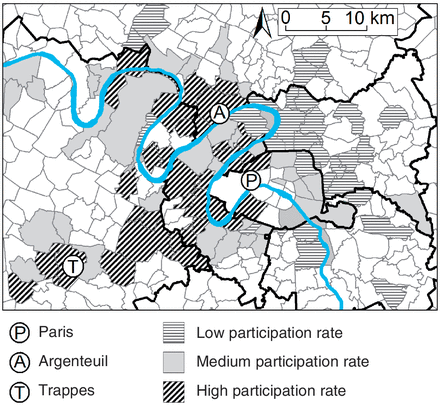 0 5 10 km
A
P
T
P Paris Low participation rate
A Argenteuil Medium participation rate
T Trappes High participation rate